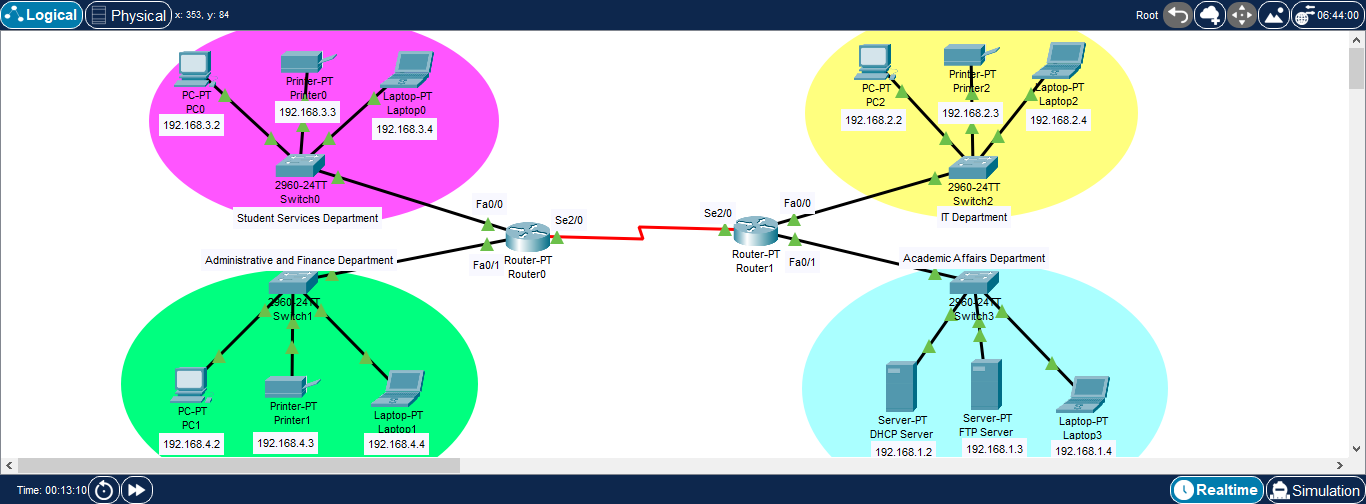 Logical
Physical
x: 353, y: 84
Root
06:44:00
PC-PT
PC0
192.168.3.2
Printer-PT
Printer0
192.168.3.3
Laptop-PT
Laptop0
192.168.3.4
2960-24TT
Switch0
Student Services Department
PC-PT
PC2
192.168.2.2
Printer-PT
Printer2
192.168.2.3
Laptop-PT
Laptop2
192.168.2.4
2960-24TT
Switch2
IT Department
Fa0/0
Se2/0
Fa0/1
Router-PT
Router0
Se2/0
Fa0/0
Fa0/1
Router-PT
Router1
Administrative and Finance Department
2960-24TT
Switch1
PC-PT
PC1
192.168.4.2
Printer-PT
Printer1
192.168.4.3
Laptop-PT
Laptop1
192.168.4.4
Academic Affairs Department
2960-24TT
Switch3
Server-PT
DHCP Server
192.168.1.2
Server-PT
FTP Server
192.168.1.3
Laptop-PT
Laptop3
192.168.1.4
Time: 00:13:10
Realtime
Simulation